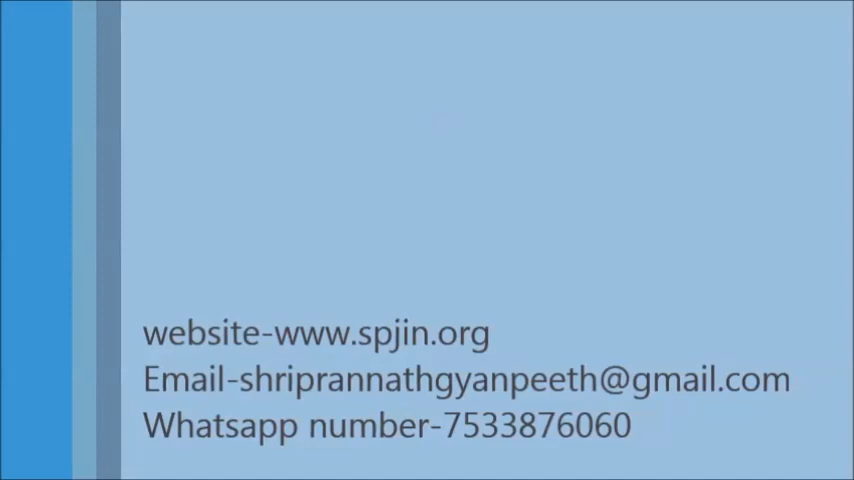 website-www.spjin.org
Email-shriprannathgyanpeeth@gmail.com
Whatsapp number-7533876060